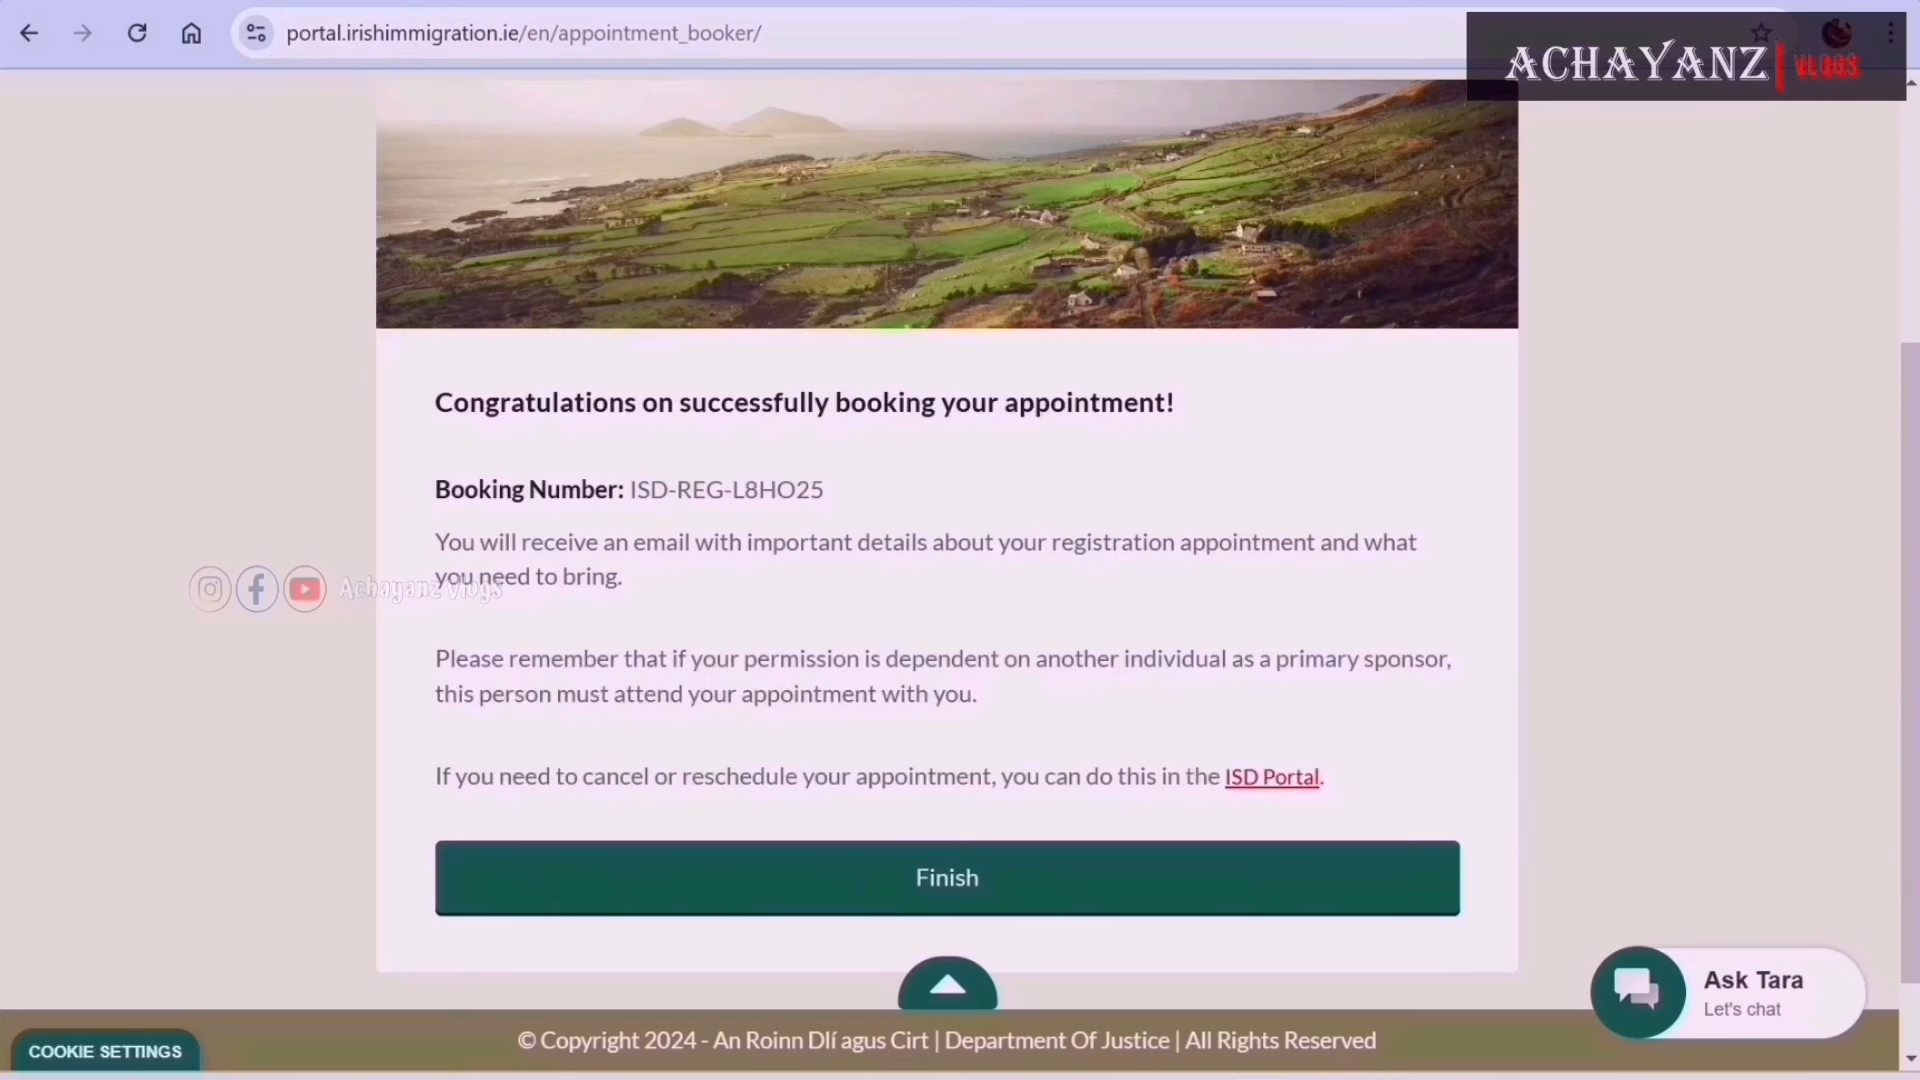 portal.irishimmigration.ie/en/appointment_booker/
ACHAYANZ VLOGS
Congratulations on successfully booking your appointment!
Booking Number: ISD-REG-L8HO25
You will receive an email with important details about your registration appointment and what
you need to bring.
Achayanz Vlogs
Please remember that if your permission is dependent on another individual as a primary sponsor,
this person must attend your appointment with you.
If you need to cancel or reschedule your appointment, you can do this in the ISD Portal.
Finish
Ask Tara
Let's chat
© Copyright 2024 - An Roinn Dlí agus Cirt | Department Of Justice | All Rights Reserved
COOKIE SETTINGS